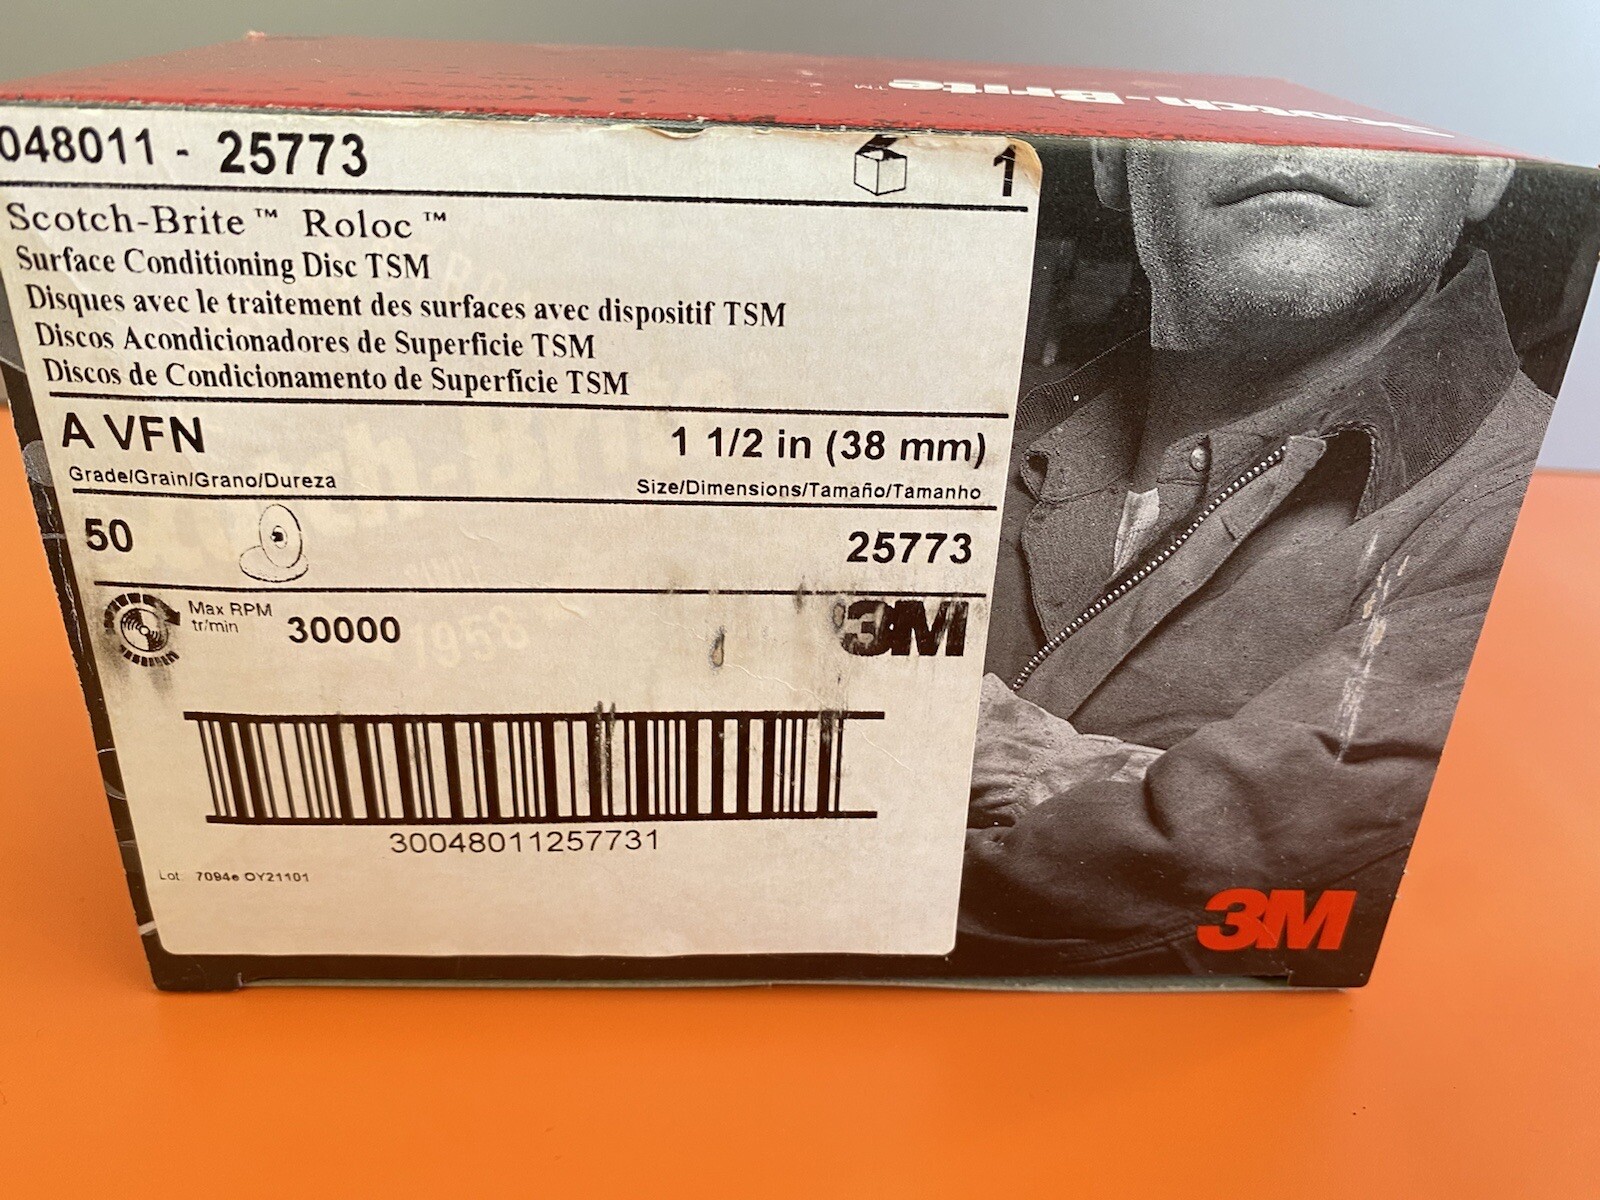 Scotch-Brite™
048011 - 25773 1
Scotch-Brite™ Roloc™
Surface Conditioning Disc TSM
Disques avec le traitement des surfaces avec dispositif TSM
Discos Acondicionadores de Superficie TSM
Discos de Condicionamento de Superfície TSM
A VFN 1 1/2 in (38 mm)
Grade/Grain/Grano/Dureza Size/Dimensions/Tamaño/Tamanho
50 25773
Max RPM
tr/min 30000 3M
1958
30048011257731
Lot: 7094e OY21101
3M